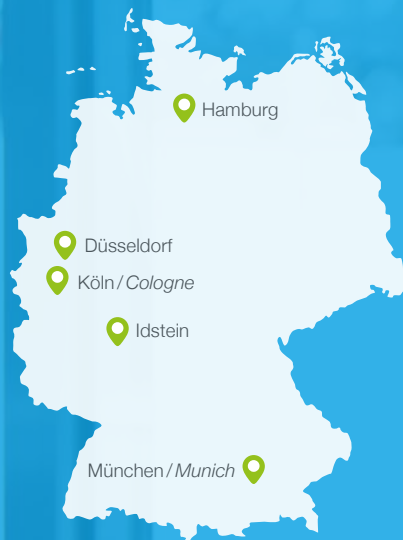 Hamburg
Düsseldorf
Köln / Cologne
Idstein
München / Munich